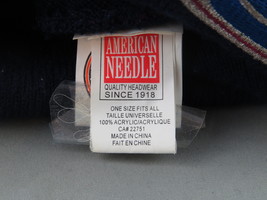 AMERICAN
NEEDLE
QUALITY HEADWEAR
SINCE 1918
ONE SIZE FITS ALL
TAILLE UNIVERSELLE
100% ACRYLIC/ACRYLIQUE
CA# 22751
MADE IN CHINA
FAIT EN CHINE